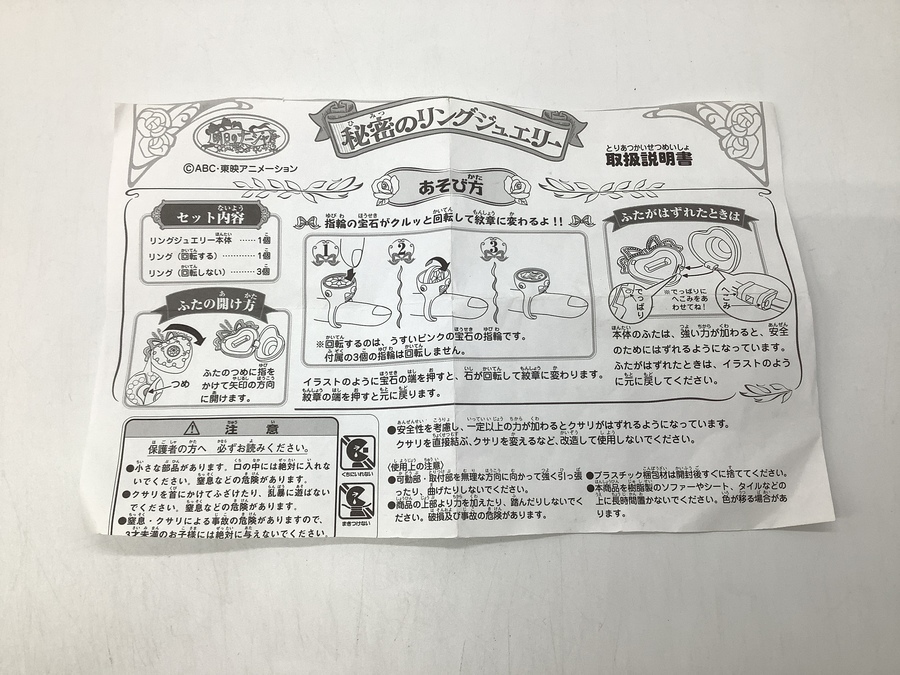 明日のナージャ
©ABC・東映アニメーション
秘密のリングジュエリー
ひみつ
とりあつかいせつめいしょ
取扱説明書
あそび方
セット内容
リングジュエリー本体 ……1個
リング（回転する）………1個
リング（回転しない）……3個
ふたの開け方
ふたのつめに指を
かけて矢印の方向
に開けます。
つめ
指輪の宝石がクルッと回転して紋章に変わるよ!!
1
2
3
※回転するのは、うすいピンクの宝石の指輪です。
付属の3個の指輪は回転しません。
イラストのように宝石の端を押すと、石が回転して紋章に変わります。
紋章の端を押すと元に戻ります。
ふたがはずれたときは
でっぱり
※でっぱりに
へこみをあ
わせてね!
へこみ
本体のふたは、強い力が加わると、安全
のためにはずれるようになっています。
ふたがはずれたときは、イラストのよう
に元に戻してください。
⚠ 注意
保護者の方へ 必ずお読みください。
●小さな部品があります。口の中には絶対に入れな
いでください。窒息などの危険があります。
●クサリを首にかけてふざけたり、乱暴に遊ばない
でください。窒息などの危険があります。
●窒息・クサリによる事故の危険がありますので、
3才未満のお子様には絶対に与えないでください。
くちにいれない
まきつけない
●安全性を考慮し、一定以上の力が加わるとクサリがはずれるようになっています。
クサリを直接結ぶ、クサリを変えるなど、改造して使用しないでください。
〈使用上の注意〉
●可動部・取付部を無理な方向に向かって強く引っ張
ったり、曲げたりしないでください。
●商品の上部より力を加えたり、踏んだりしないでく
ださい。破損及び事故の危険があります。
●プラスチック梱包材は開封後すぐに捨ててください。
●本商品を樹脂製のソファーやシート、タイルなどの
上に長時間置かないでください。色が移る場合があ
ります。